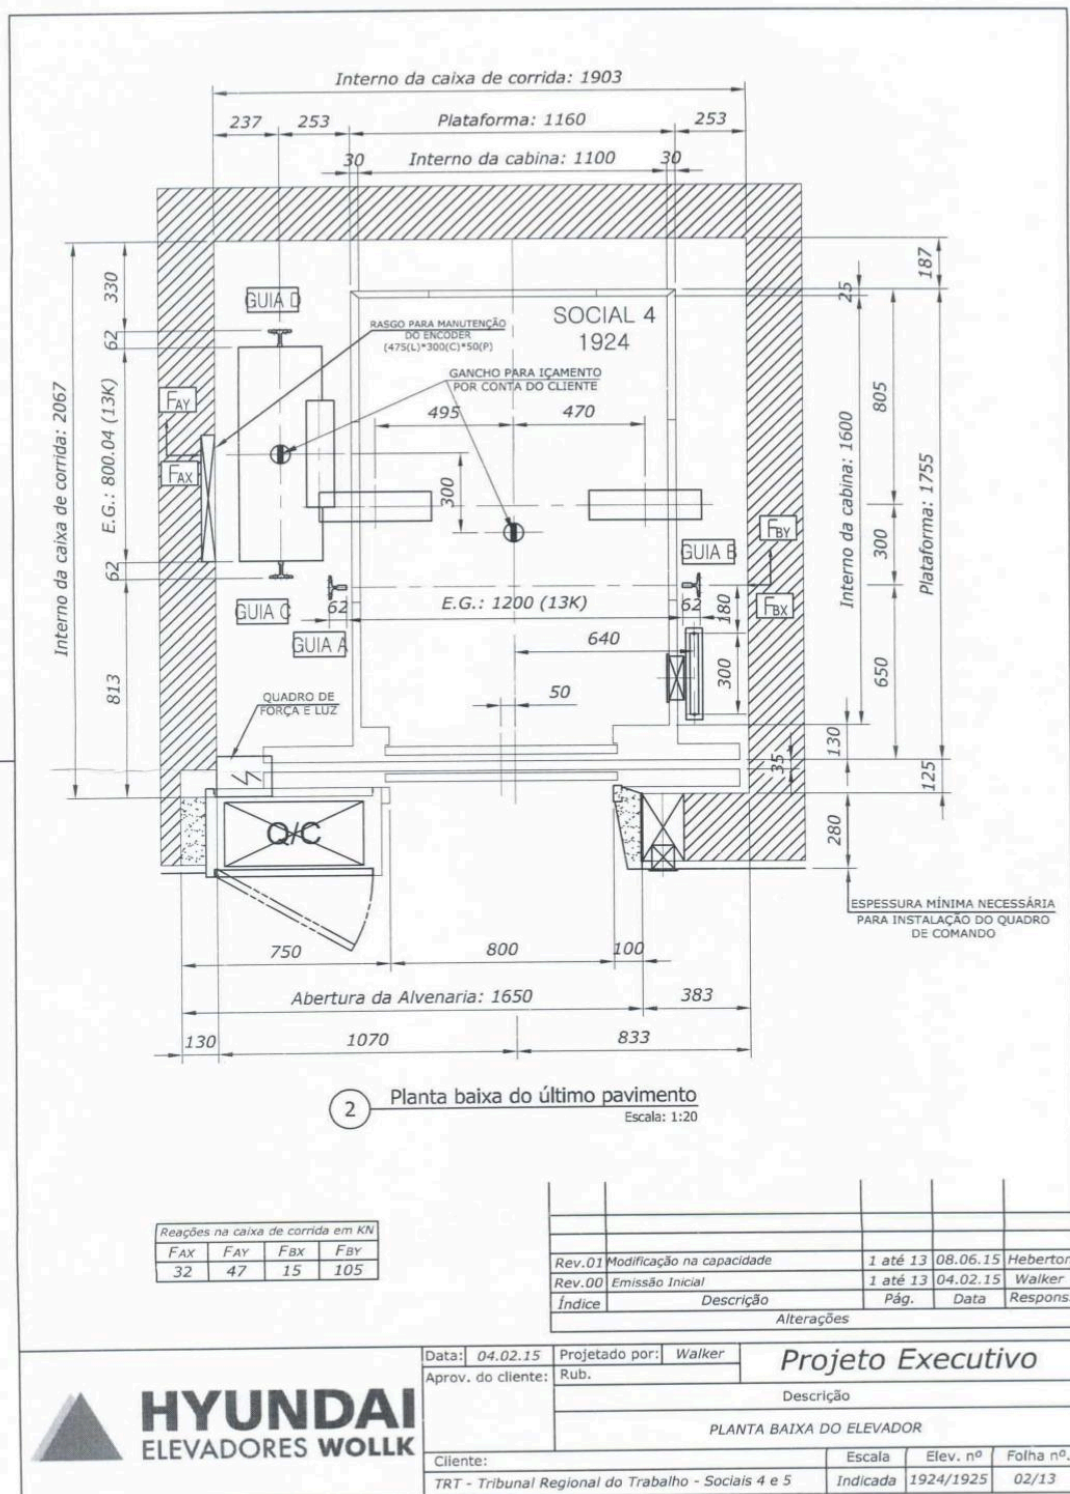 Interno da caixa de corrida: 1903
237
253
Plataforma: 1160
253
30
Interno da cabina: 1100
30
Interno da caixa de corrida: 2067
330
62
E.G.: 800.04 (13K)
62
813
GUIA D
RASGO PARA MANUTENÇÃO
DO ENCODER
(475(L)*300(C)*50(P)
GANCHO PARA IÇAMENTO
POR CONTA DO CLIENTE
SOCIAL 4
1924
495
470
300
FAY
FAX
GUIA C
GUIA A
62
E.G.: 1200 (13K)
62
GUIA B
FBY
FBX
180
640
300
50
187
25
Interno da cabina: 1600
805
300
650
Plataforma: 1755
130
35
125
280
QUADRO DE
FORÇA E LUZ
Q/C
ESPESSURA MÍNIMA NECESSÁRIA
PARA INSTALAÇÃO DO QUADRO
DE COMANDO
750
800
100
Abertura da Alvenaria: 1650
383
130
1070
833
2
Planta baixa do último pavimento
Escala: 1:20
Reações na caixa de corrida em KN
FAX FAY FBX FBY
32 47 15 105
Rev.01 Modificação na capacidade 1 até 13 08.06.15 Heberton
Rev.00 Emissão Inicial 1 até 13 04.02.15 Walker
Índice Descrição Pág. Data Respons.
Alterações
HYUNDAI
ELEVADORES WOLLK
Data: 04.02.15 Projetado por: Walker Projeto Executivo
Aprov. do cliente: Rub.
Descrição
PLANTA BAIXA DO ELEVADOR
Cliente: Escala Elev. nº Folha nº.
TRT - Tribunal Regional do Trabalho - Sociais 4 e 5 Indicada 1924/1925 02/13